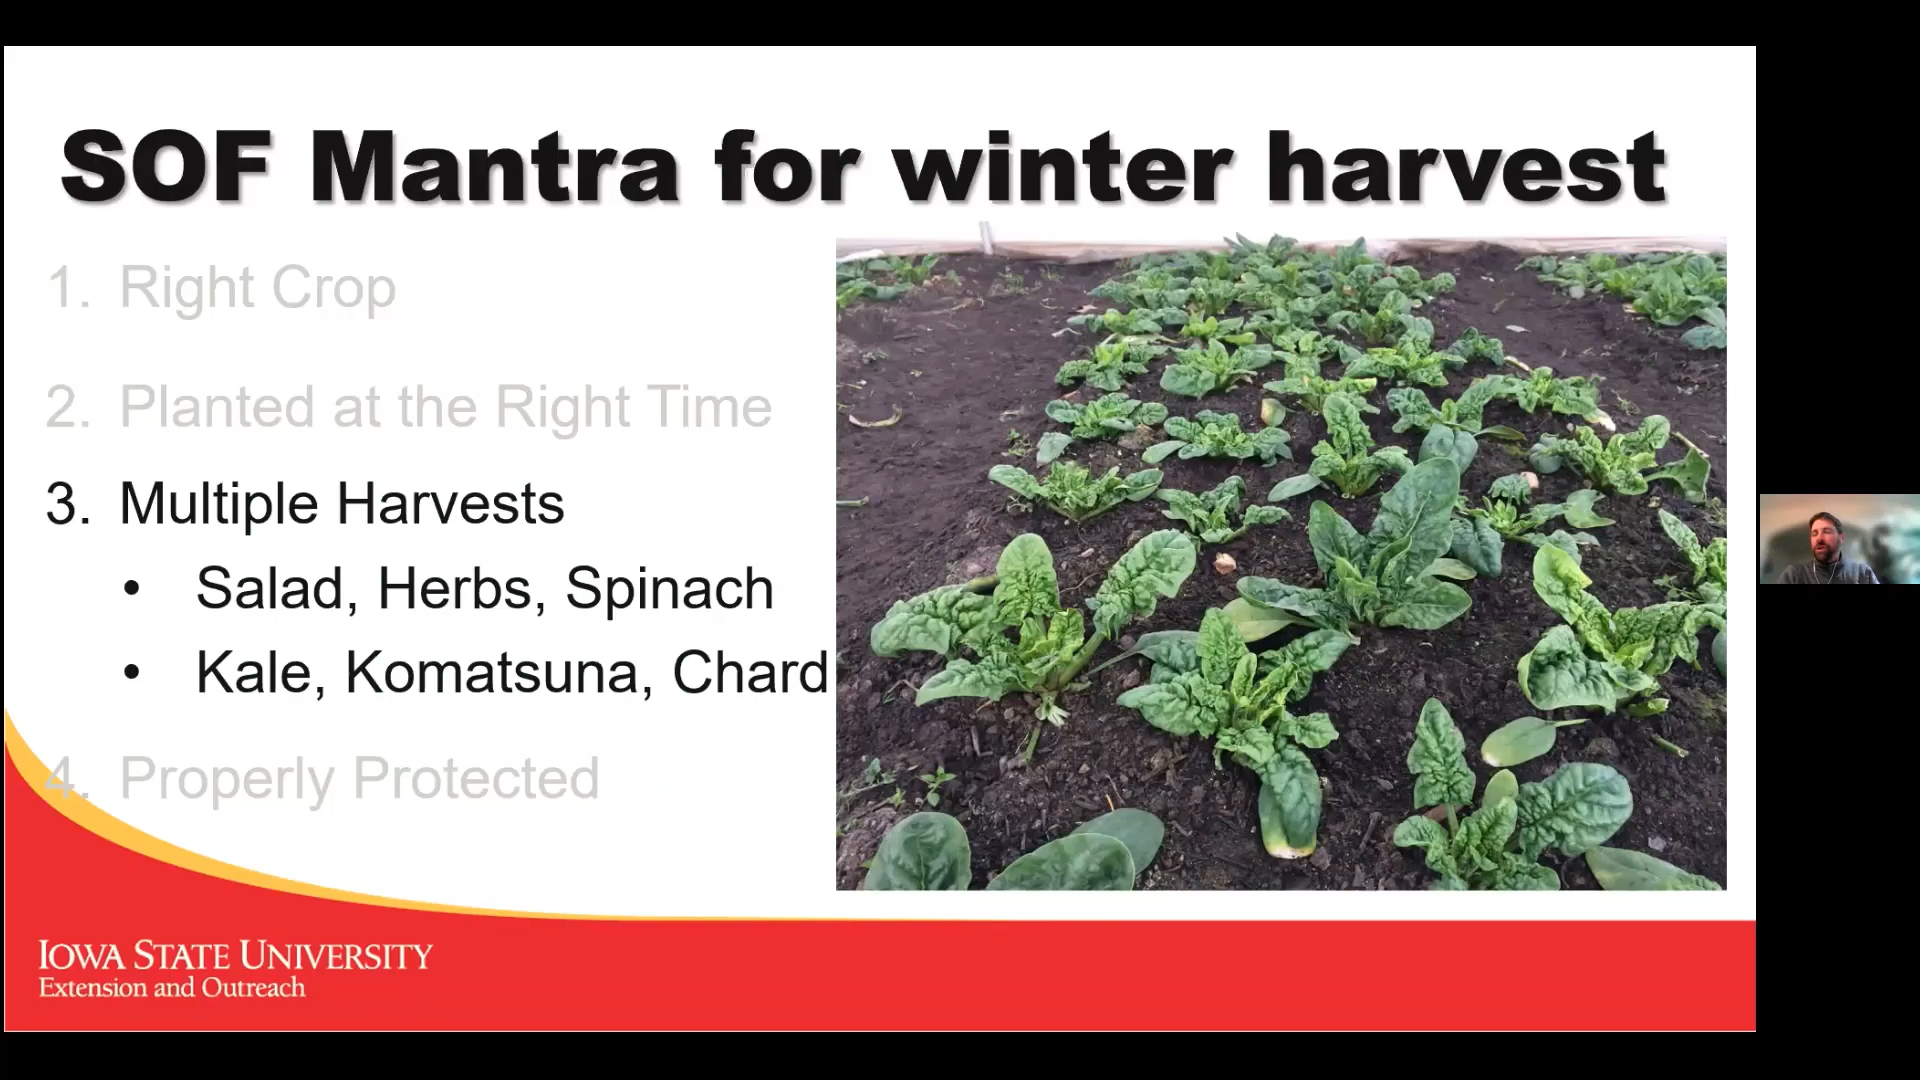 SOF Mantra for winter harvest
1. Right Crop
2. Planted at the Right Time
3. Multiple Harvests
• Salad, Herbs, Spinach
• Kale, Komatsuna, Chard
4. Properly Protected
IOWA STATE UNIVERSITY
Extension and Outreach